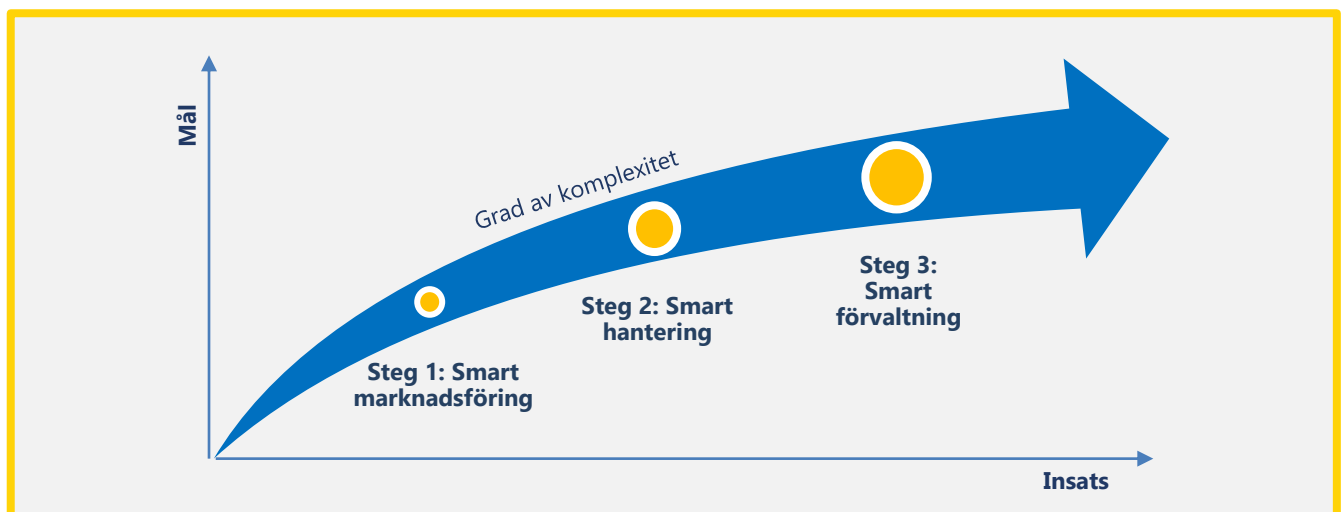 Mål
Grad av komplexitet
Steg 1: Smart
marknadsföring
Steg 2: Smart
hantering
Steg 3:
Smart
förvaltning
Insats